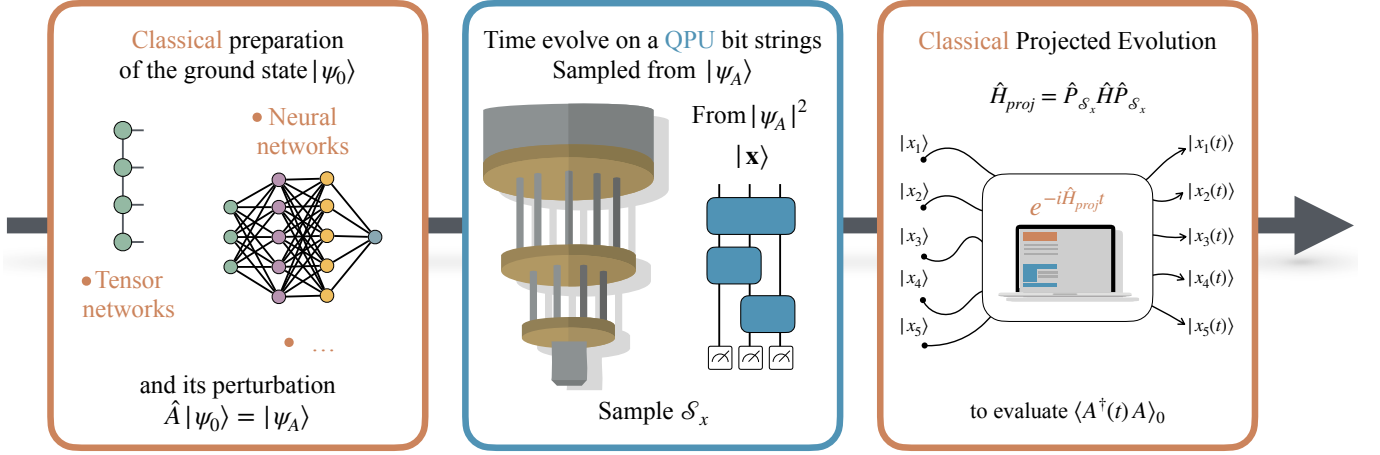 Classical preparation
of the ground state |ψ₀⟩
• Neural
networks
• Tensor
networks
• …
and its perturbation
Â|ψ₀⟩ = |ψ_A⟩
Time evolve on a QPU bit strings
Sampled from |ψ_A⟩
From |ψ_A|²
|𝐱⟩
Sample 𝒮ₓ
Classical Projected Evolution
Ĥ_proj = P̂_𝒮ₓ Ĥ P̂_𝒮ₓ
|x₁⟩
|x₂⟩
|x₃⟩
|x₄⟩
|x₅⟩
e^{−iĤ_proj t}
|x₁(t)⟩
|x₂(t)⟩
|x₃(t)⟩
|x₄(t)⟩
|x₅(t)⟩
to evaluate ⟨A†(t) A⟩₀